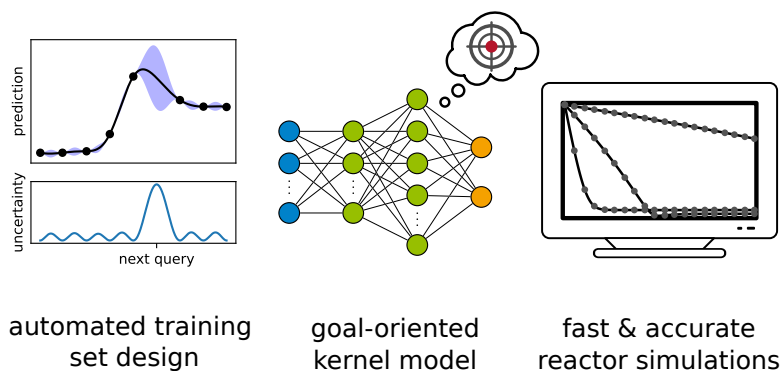 prediction
uncertainty
next query
automated training
set design
goal-oriented
kernel model
fast & accurate
reactor simulations